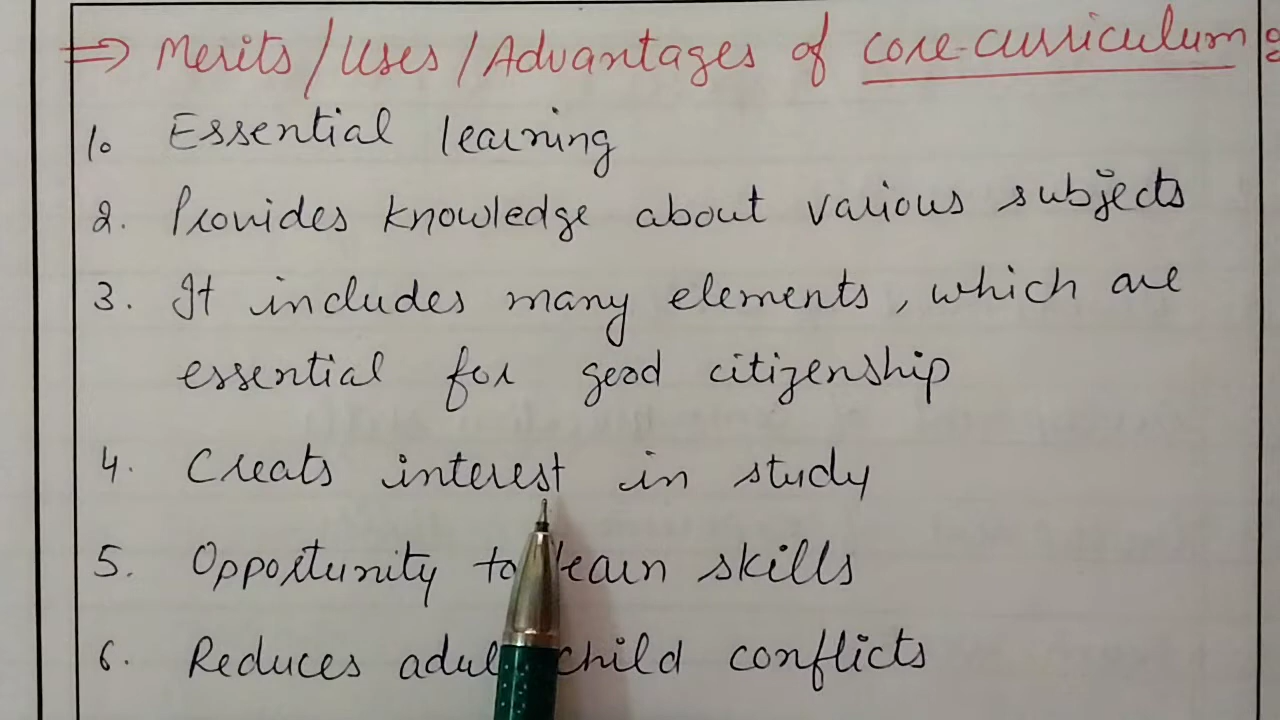 ⇒ Merits/Uses/Advantages of core-curriculum :
1. Essential learning
2. Provides knowledge about various subjects
3. It includes many elements, which are
essential for good citizenship
4. Creats interest in study
5. Opportunity to learn skills
6. Reduces adul child conflicts